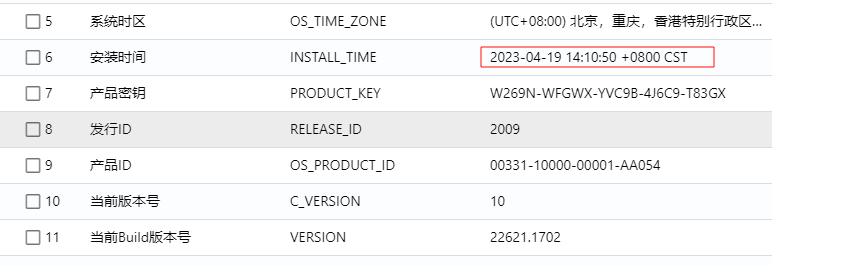 5 系统时区 OS_TIME_ZONE (UTC+08:00) 北京，重庆，香港特别行政区...
6 安装时间 INSTALL_TIME 2023-04-19 14:10:50 +0800 CST
7 产品密钥 PRODUCT_KEY W269N-WFGWX-YVC9B-4J6C9-T83GX
8 发行ID RELEASE_ID 2009
9 产品ID OS_PRODUCT_ID 00331-10000-00001-AA054
10 当前版本号 C_VERSION 10
11 当前Build版本号 VERSION 22621.1702